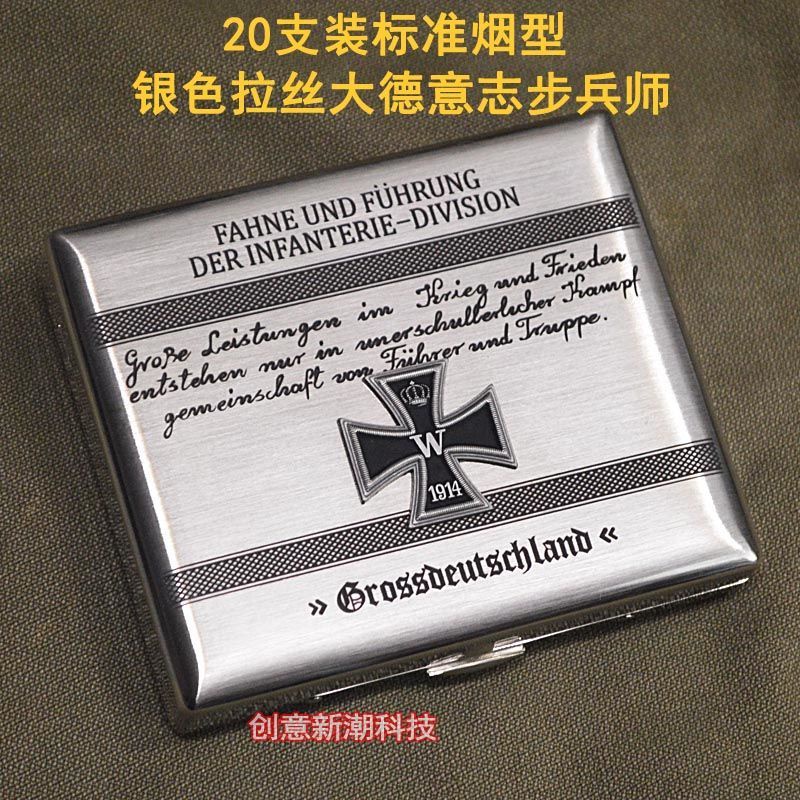 20支装标准烟型
银色拉丝大德意志步兵师
FAHNE UND FÜHRUNG
DER INFANTERIE-DIVISION
Große Leistungen im Krieg und Frieden
entstehen nur in unerschullerlicher Kampf
gemeinschaft von Führer und Truppe.
W
1914
» Grossdeutschland «
创意新潮科技